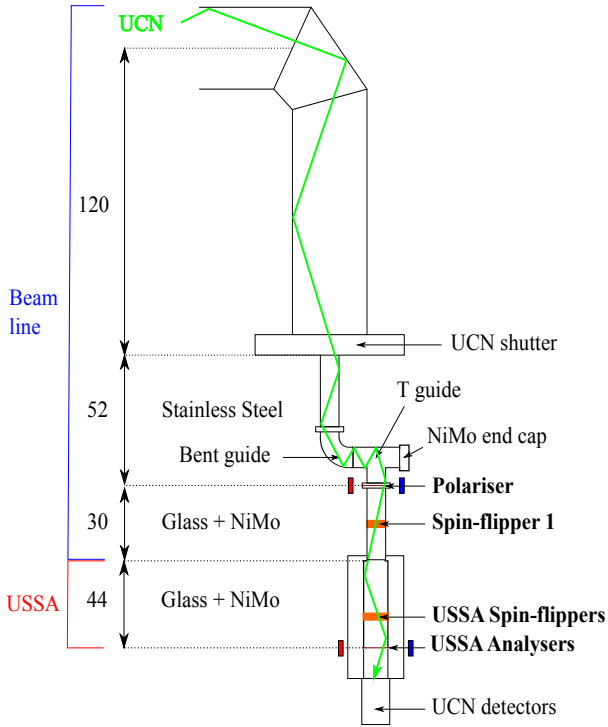 UCN
120
Beam
line
UCN shutter
T guide
52
Stainless Steel
NiMo end cap
Bent guide
Polariser
30
Glass + NiMo
Spin-flipper 1
USSA
44
Glass + NiMo
USSA Spin-flippers
USSA Analysers
UCN detectors